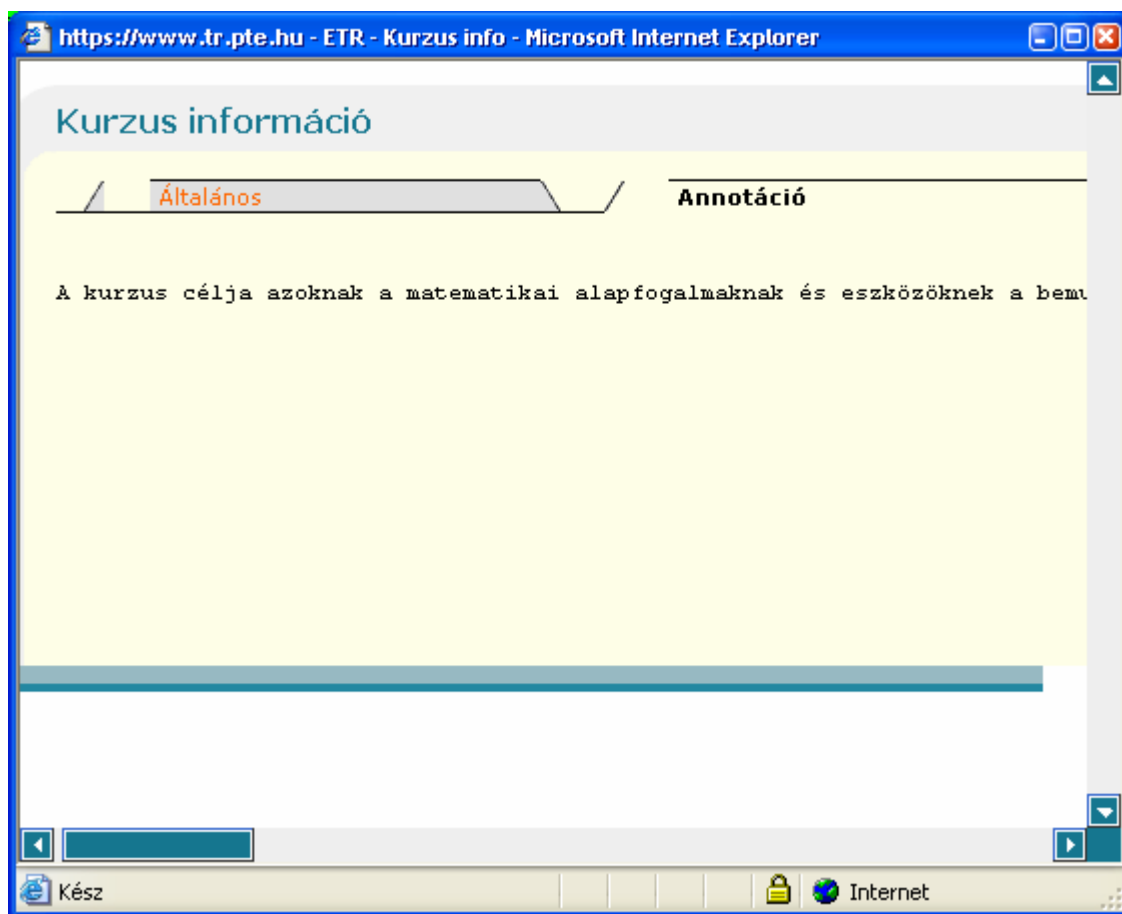 https://www.tr.pte.hu - ETR - Kurzus info - Microsoft Internet Explorer
Kurzus információ
Általános Annotáció
A kurzus célja azoknak a matematikai alapfogalmaknak és eszközöknek a bemu
Kész Internet